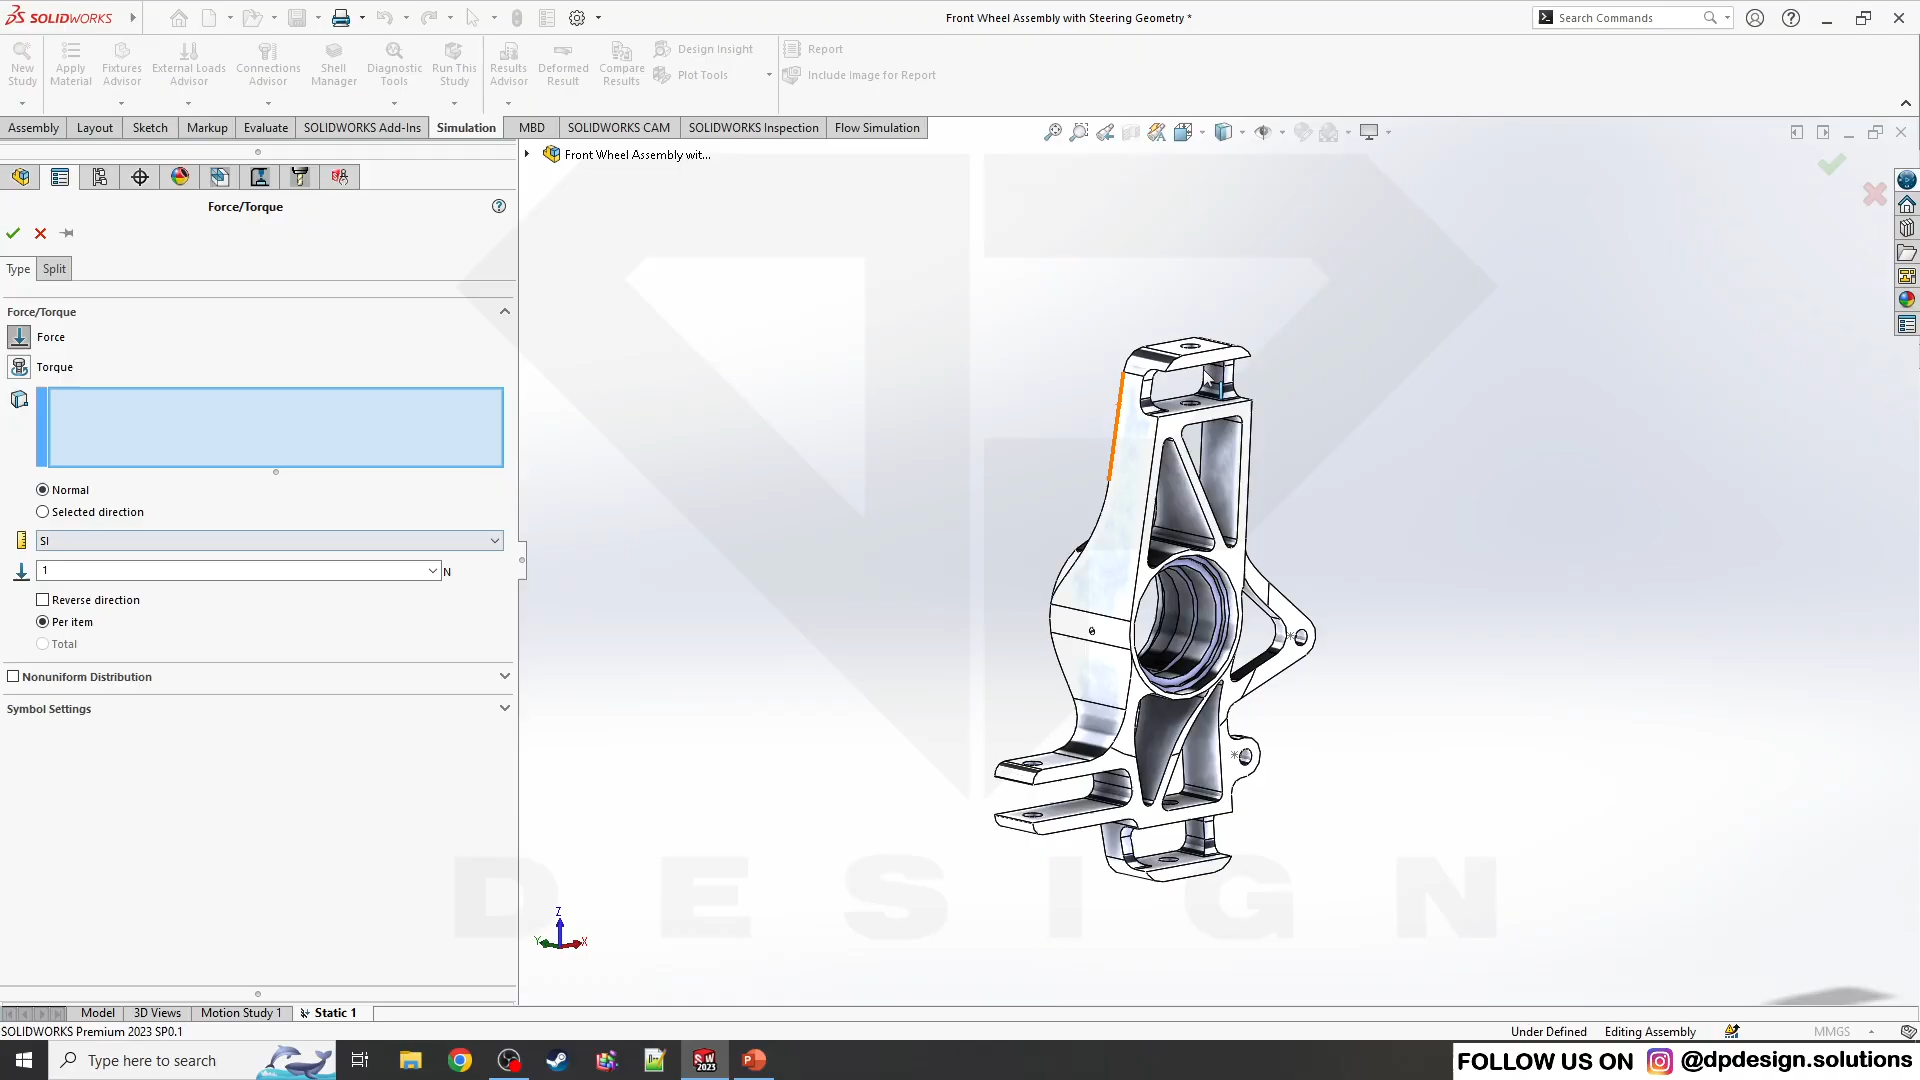 SOLIDWORKS
Front Wheel Assembly with Steering Geometry *
Search Commands
New Study
Apply Material
Fixtures Advisor
External Loads Advisor
Connections Advisor
Shell Manager
Diagnostic Tools
Run This Study
Results Advisor
Deformed Result
Compare Results
Design Insight
Plot Tools
Report
Include Image for Report
Assembly
Layout
Sketch
Markup
Evaluate
SOLIDWORKS Add-Ins
Simulation
MBD
SOLIDWORKS CAM
SOLIDWORKS Inspection
Flow Simulation
Front Wheel Assembly wit...
Force/Torque
Type
Split
Force/Torque
Force
Torque
Normal
Selected direction
SI
1
N
Reverse direction
Per item
Total
Nonuniform Distribution
Symbol Settings
DESIGN
Z
Y
X
Model
3D Views
Motion Study 1
Static 1
SOLIDWORKS Premium 2023 SP0.1
Under Defined
Editing Assembly
MMGS
Type here to search
SW 2023
FOLLOW US ON @dpdesign.solutions